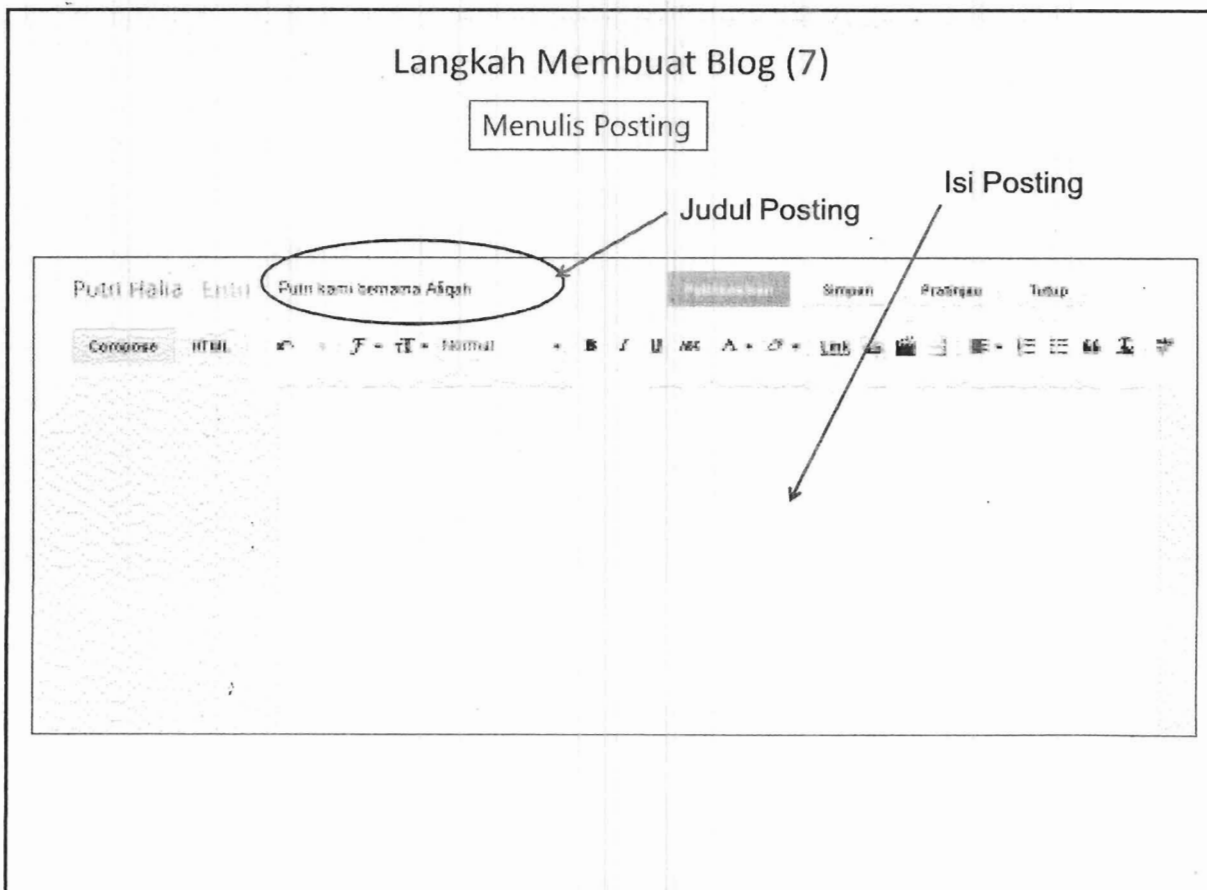 Langkah Membuat Blog (7)
Menulis Posting
Isi Posting
Judul Posting
Putri Halia Entri Putri kami bernama Afiqah Simpan Pratinjau Tutup
Compose HTML Normal B I U ABC A Link